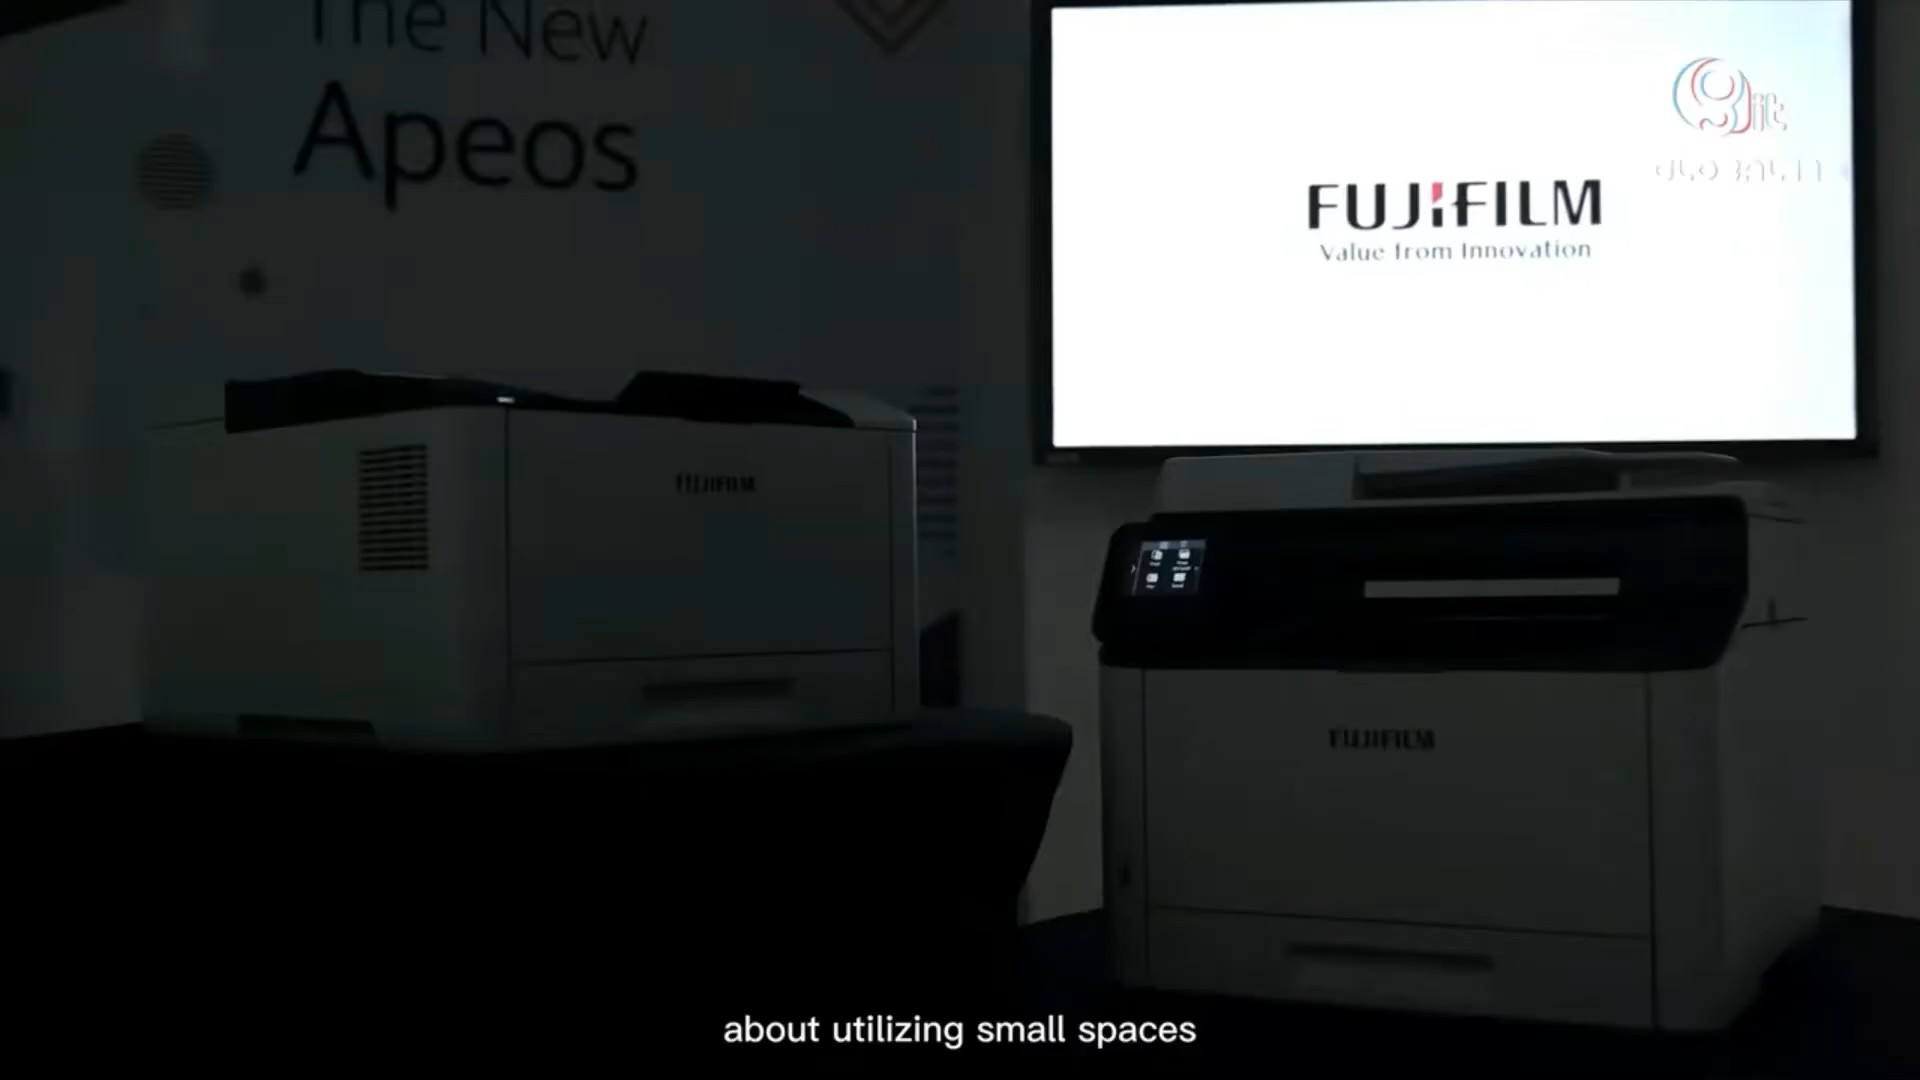 The New
Apeos
FUJIFILM
Value from Innovation
FUJIFILM
FUJIFILM
about utilizing small spaces